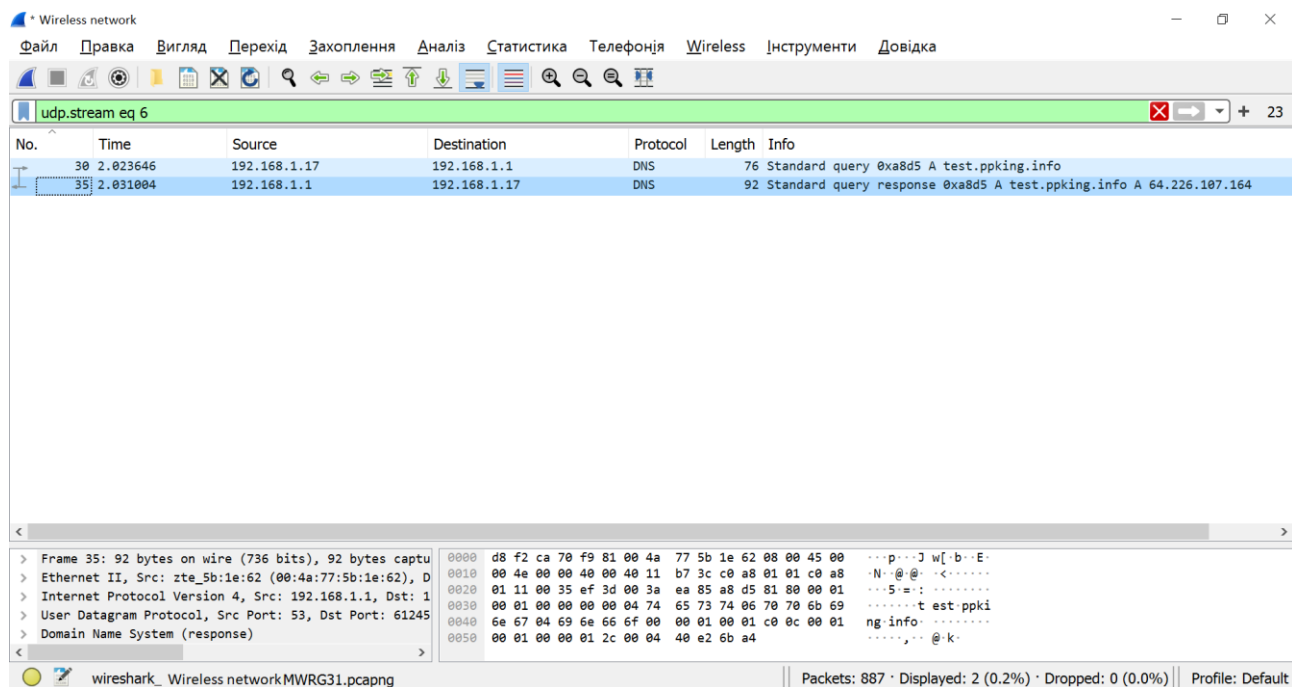 * Wireless network
Файл Правка Вигляд Перехід Захоплення Аналіз Статистика Телефонія Wireless Інструменти Довідка
udp.stream eq 6 + 23
No. Time Source Destination Protocol Length Info
30 2.023646 192.168.1.17 192.168.1.1 DNS 76 Standard query 0xa8d5 A test.ppking.info
35 2.031004 192.168.1.1 192.168.1.17 DNS 92 Standard query response 0xa8d5 A test.ppking.info A 64.226.107.164
> Frame 35: 92 bytes on wire (736 bits), 92 bytes captu
> Ethernet II, Src: zte_5b:1e:62 (00:4a:77:5b:1e:62), D
> Internet Protocol Version 4, Src: 192.168.1.1, Dst: 1
> User Datagram Protocol, Src Port: 53, Dst Port: 61245
> Domain Name System (response)
0000 d8 f2 ca 70 f9 81 00 4a 77 5b 1e 62 08 00 45 00 ···p···J w[·b··E·
0010 00 4e 00 00 40 00 40 11 b7 3c c0 a8 01 01 c0 a8 ·N··@·@· ·<······
0020 01 11 00 35 ef 3d 00 3a ea 85 a8 d5 81 80 00 01 ···5·=·: ········
0030 00 01 00 00 00 00 04 74 65 73 74 06 70 70 6b 69 ·······t est·ppki
0040 6e 67 04 69 6e 66 6f 00 00 01 00 01 c0 0c 00 01 ng·info· ········
0050 00 01 00 00 01 2c 00 04 40 e2 6b a4 ·····,·· @·k·
wireshark_ Wireless network MWRG31.pcapng Packets: 887 · Displayed: 2 (0.2%) · Dropped: 0 (0.0%) Profile: Default